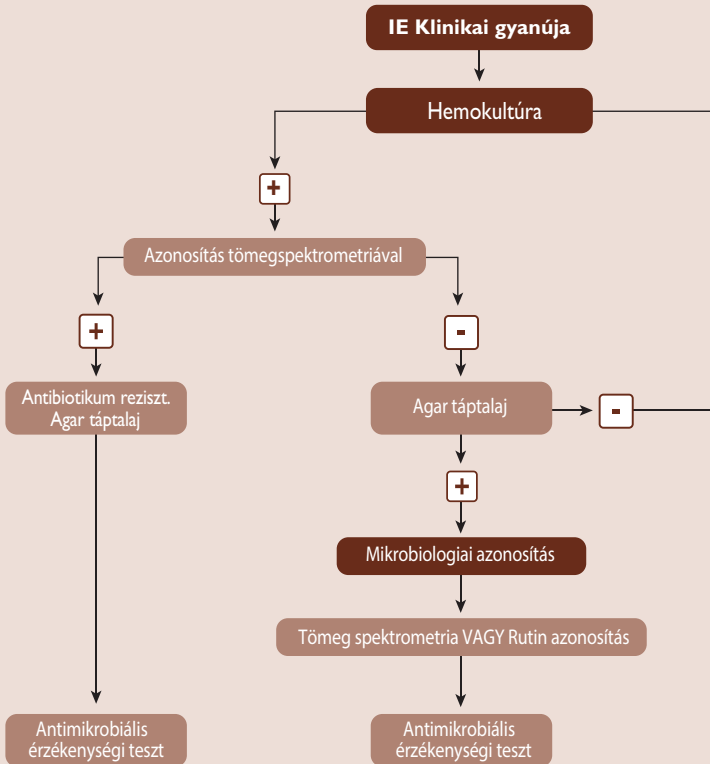 IE Klinikai gyanúja
Hemokultúra
+
Azonosítás tömegspektrometriával
+
-
Antibiotikum reziszt.
Agar táptalaj
Agar táptalaj
-
+
Mikrobiologiai azonosítás
Tömeg spektrometria VAGY Rutin azonosítás
Antimikrobiális
érzékenységi teszt
Antimikrobiális
érzékenységi teszt